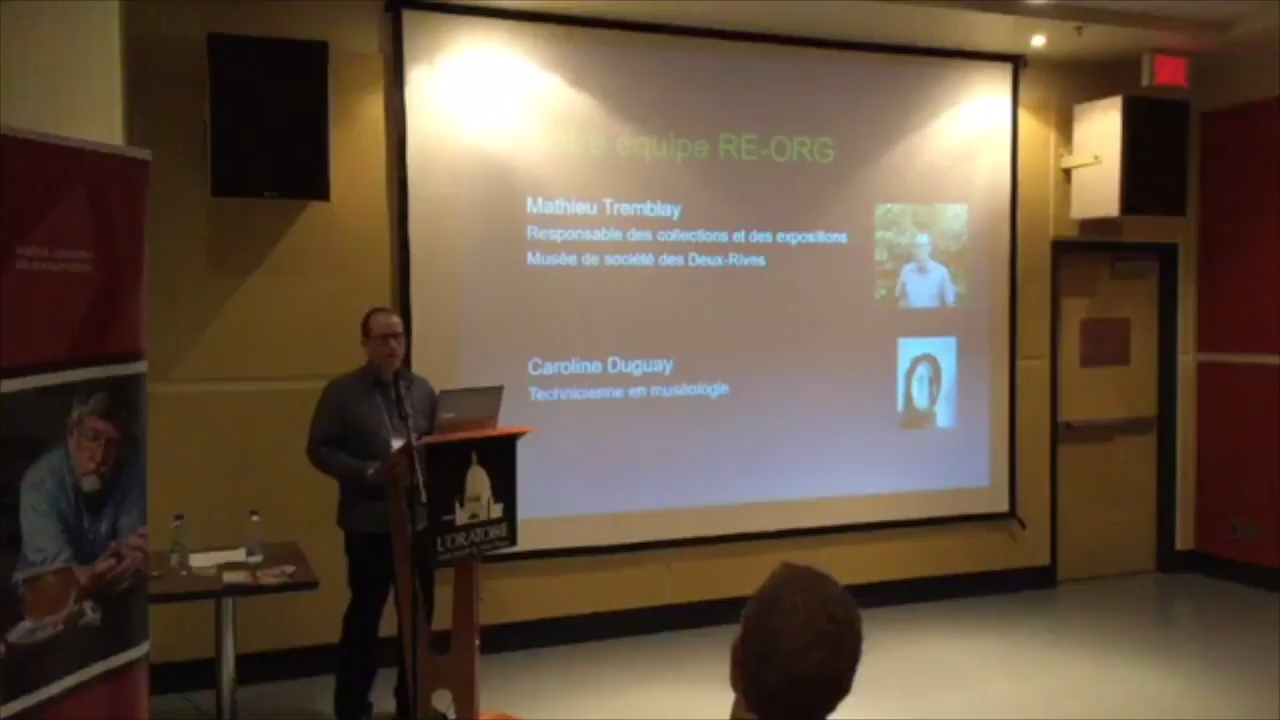 équipe RE-ORG
Mathieu Tremblay
Responsable des collections et des expositions
Musée de société des Deux-Rives
Caroline Duguay
Technicienne en muséologie
L'ORATOIRE